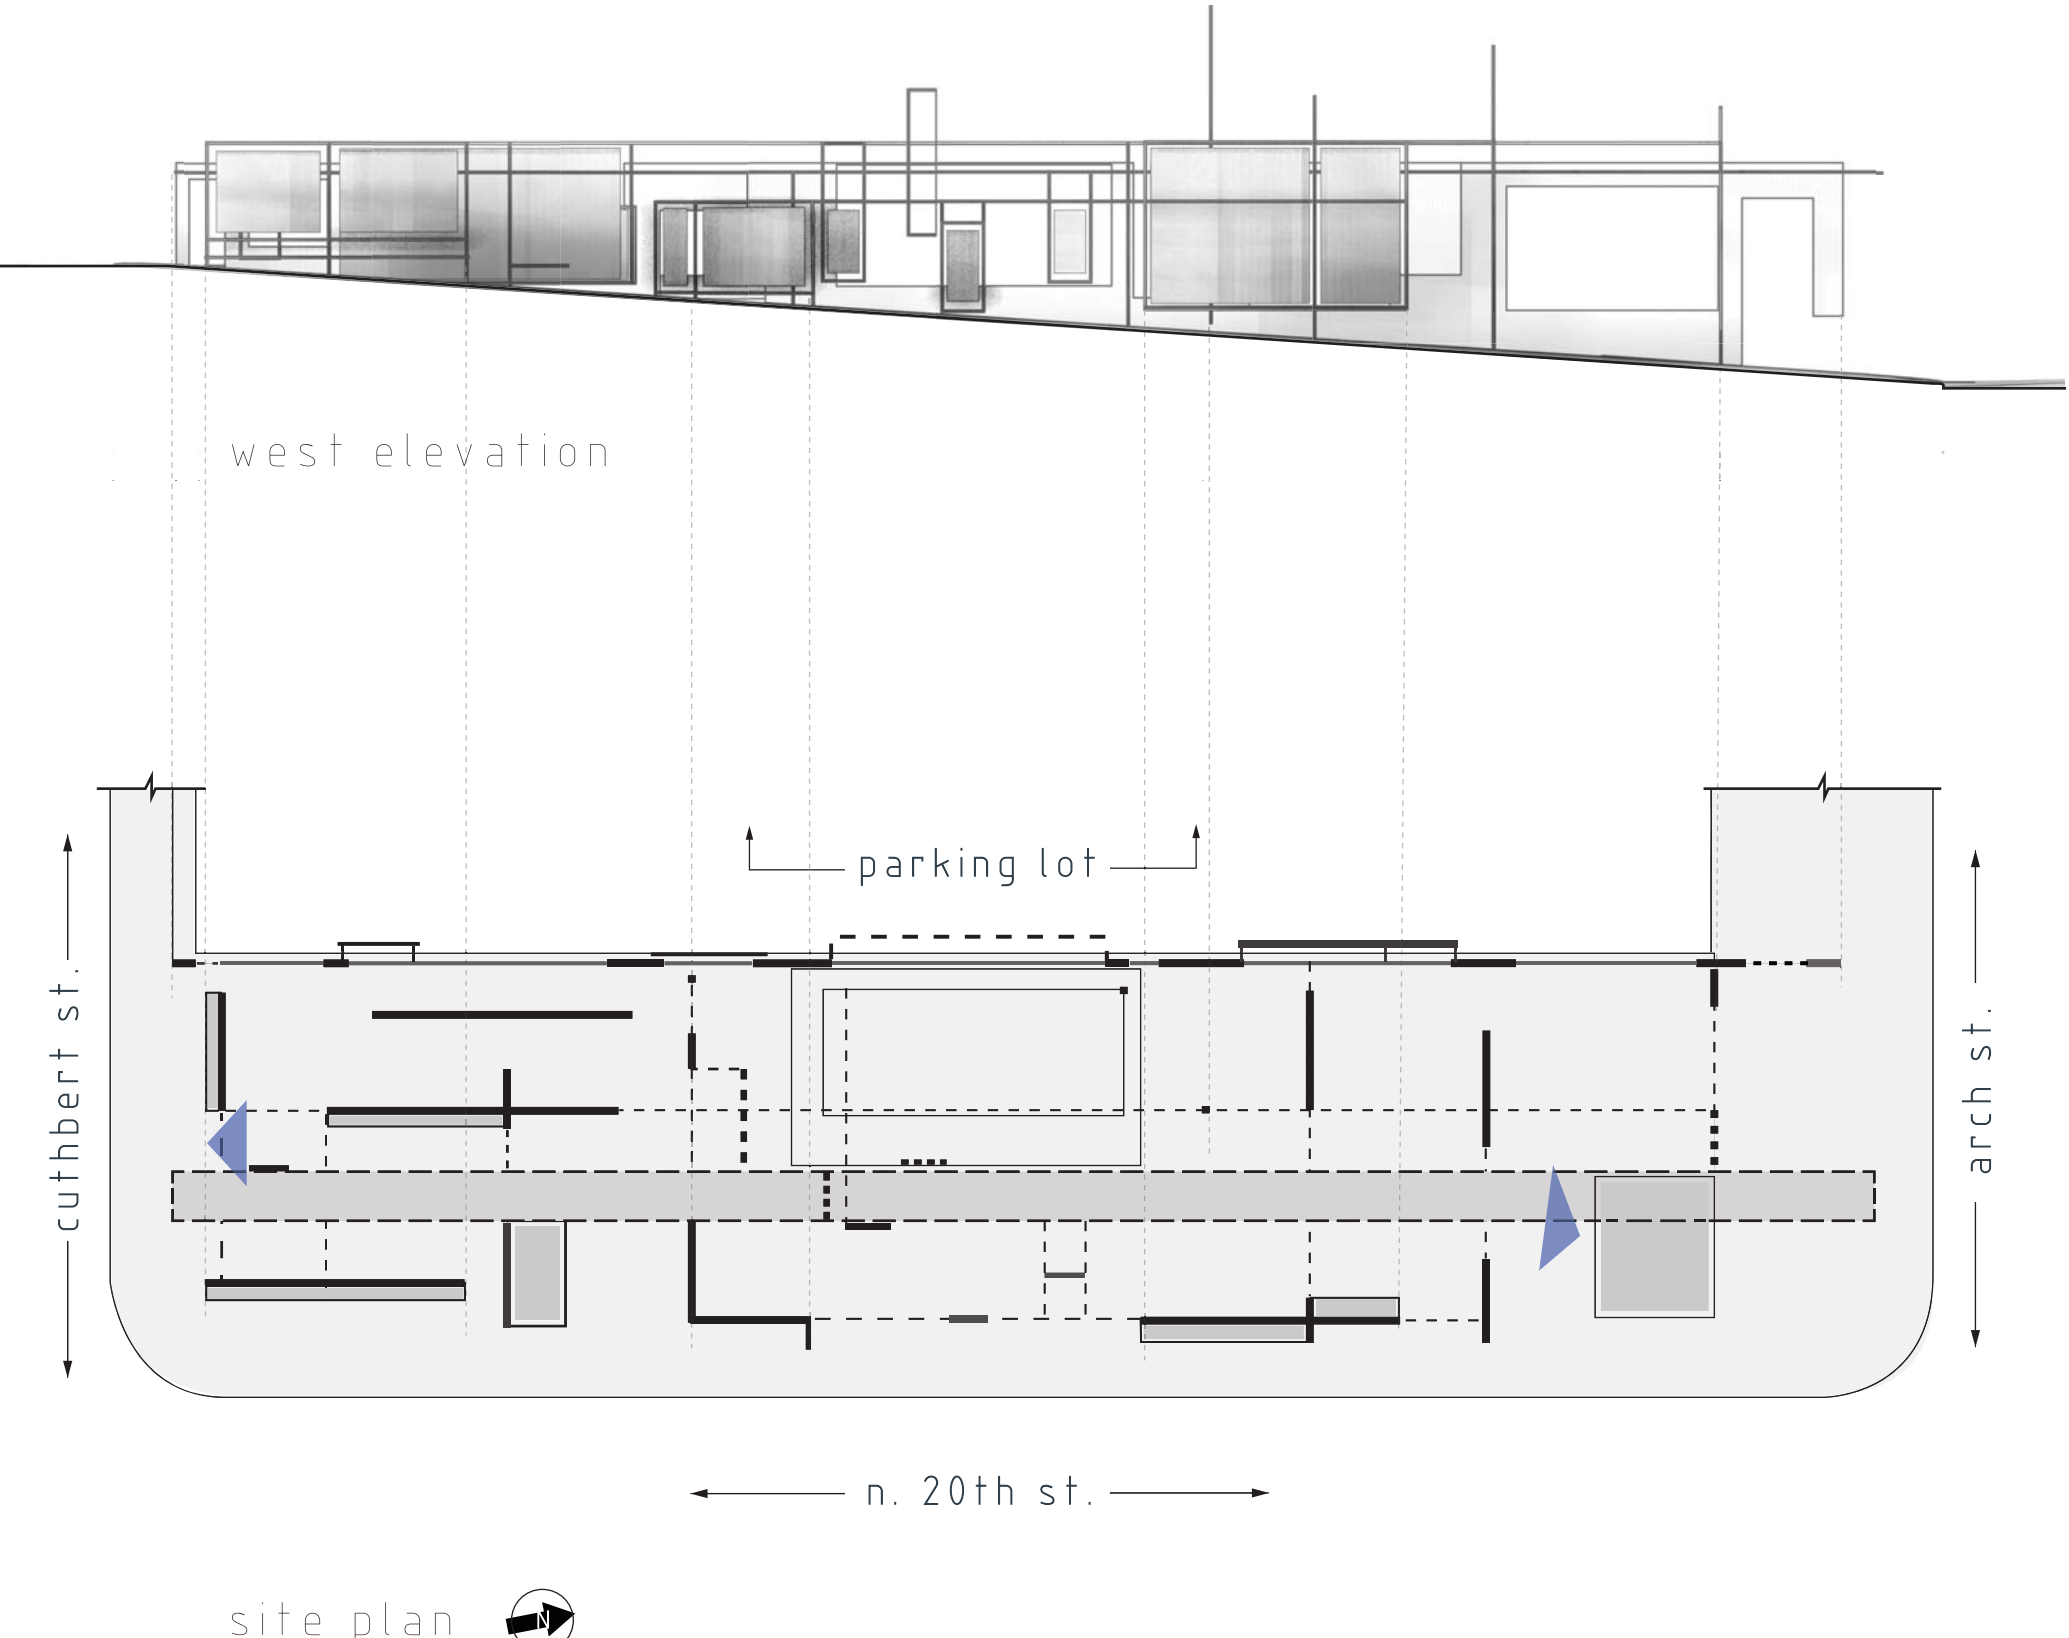 west elevation
parking lot
cuthbert st.
arch st.
n. 20th st.
site plan
N